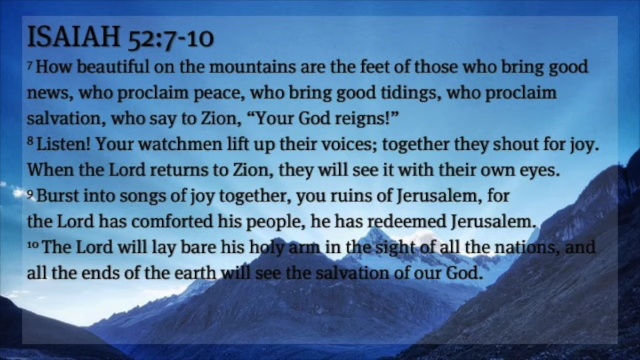 ISAIAH 52:7-10
⁷ How beautiful on the mountains are the feet of those who bring good
news, who proclaim peace, who bring good tidings, who proclaim
salvation, who say to Zion, “Your God reigns!”
⁸ Listen! Your watchmen lift up their voices; together they shout for joy.
When the Lord returns to Zion, they will see it with their own eyes.
⁹ Burst into songs of joy together, you ruins of Jerusalem, for
the Lord has comforted his people, he has redeemed Jerusalem.
¹⁰ The Lord will lay bare his holy arm in the sight of all the nations, and
all the ends of the earth will see the salvation of our God.